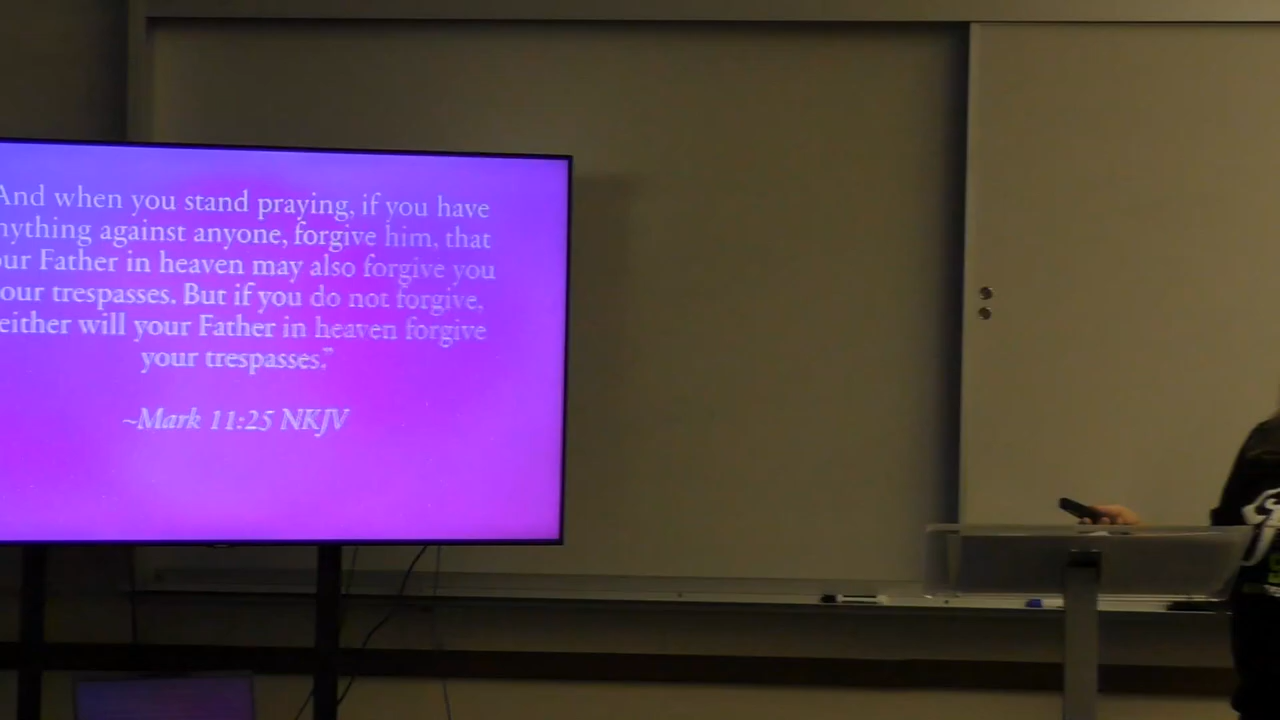 And when you stand praying, if you have
nything against anyone, forgive him, that
our Father in heaven may also forgive you
our trespasses. But if you do not forgive,
either will your Father in heaven forgive
your trespasses."
~Mark 11:25 NKJV